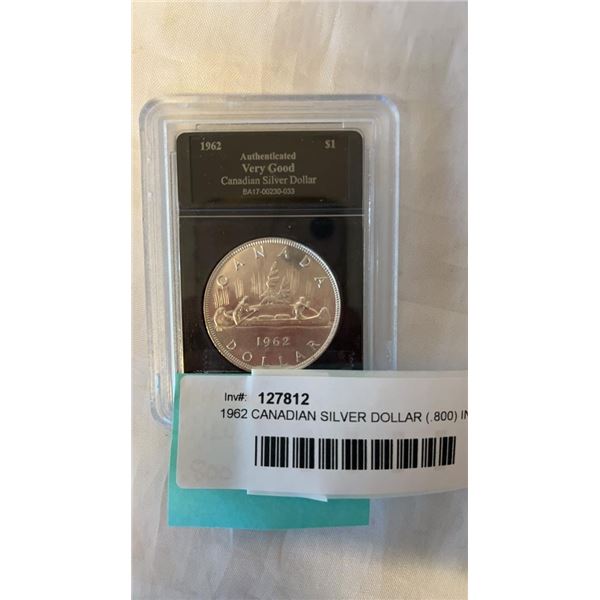 1962 $1
Authenticated
Very Good
Canadian Silver Dollar
BA17-00230-033
CANADA
1962
DOLLAR
Inv#: 127812
1962 CANADIAN SILVER DOLLAR (.800) IN